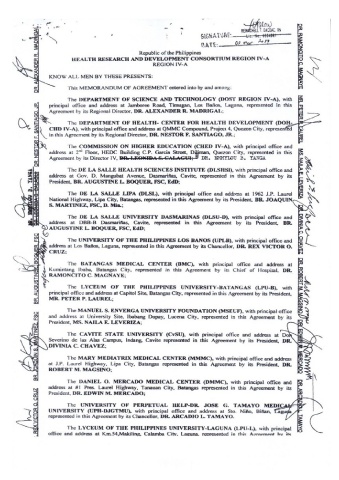 SIGNATURE:
DATE:
Republic of the Philippines
HEALTH RESEARCH AND DEVELOPMENT CONSORTIUM REGION IV-A
REGION IV-A
KNOW ALL MEN BY THESE PRESENTS:
This MEMORANDUM OF AGREEMENT entered into by and among:
The DEPARTMENT OF SCIENCE AND TECHNOLOGY (DOST REGION IV-A), with
principal office and address at Jamboree Road, Timugan, Los Baños, Laguna, represented in this
Agreement by its Regional Director, DR. ALEXANDER R. MADRIGAL;
The DEPARTMENT OF HEALTH- CENTER FOR HEALTH DEVELOPMENT (DOH-
CHD IV-A), with principal office and address at QMMC Compound, Project 4, Quezon City, represented
in this Agreement by its Regional Director, DR. NESTOR F. SANTIAGO, JR.;
The COMMISSION ON HIGHER EDUCATION (CHED IV-A), with principal office and
address at 2nd Floor, HEDC Building C.P. Garcia Street, Diliman, Quezon City, represented in this
Agreement by its Director IV, DR. LEONIDA S. CALAGUI;
The DE LA SALLE HEALTH SCIENCES INSTITUTE (DLSHSI), with principal office and
address at Gov. D. Mangubat Avenue, Dasmariñas, Cavite, represented in this Agreement by its
President, BR. AUGUSTINE L. BOQUER, FSC, EdD;
The DE LA SALLE LIPA (DLSL), with principal office and address at 1962 J.P. Laurel
National Highway, Lipa City, Batangas, represented in this Agreement by its President, BR. JOAQUIN
S. MARTINEZ, FSC, D. Min.;
The DE LA SALLE UNIVERSITY DASMARIÑAS (DLSU-D), with principal office and
address at DBB-B Dasmariñas, Cavite, represented in this Agreement by its President, BR.
AUGUSTINE L. BOQUER, FSC, EdD;
The UNIVERSITY OF THE PHILIPPINES LOS BAÑOS (UPLB), with principal office and
address at Los Baños, Laguna, represented in this Agreement by its Chancellor, DR. REX VICTOR O.
CRUZ;
The BATANGAS MEDICAL CENTER (BMC), with principal office and address at
Kumintang Ibaba, Batangas City, represented in this Agreement by its Chief of Hospital, DR.
RAMONCITO C. MAGNAYE;
The LYCEUM OF THE PHILIPPINES UNIVERSITY-BATANGAS (LPU-B), with
principal office and address at Capitol Site, Batangas City, represented in this Agreement by its President,
MR. PETER P. LAUREL;
The MANUEL S. ENVERGA UNIVERSITY FOUNDATION (MSEUF), with principal office
and address at University Site, Ibabang Dupay, Lucena City, represented in this Agreement by its
President, MS. NAILA E. LEVERIZA;
The CAVITE STATE UNIVERSITY (CvSU), with principal office and address at Don
Severino de las Alas Campus, Indang, Cavite, represented in this Agreement by its President, DR.
DIVINIA C. CHAVEZ;
The MARY MEDIATRIX MEDICAL CENTER (MMMC), with principal office and address
at J.P. Laurel Highway, Lipa City, Batangas, represented in this Agreement by its President, DR.
ROBERT M. MAGSINO;
The DANIEL O. MERCADO MEDICAL CENTER (DMMC), with principal office and
address at #1 Pres. Laurel Highway, Tanauan City, Batangas represented in this Agreement by its
President, DR. EDWIN M. MERCADO;
The UNIVERSITY OF PERPETUAL HELP-DR. JOSE G. TAMAYO MEDICAL
UNIVERSITY (UPH-DJGTMU), with principal office and address at Sto. Niño, Biñan, Laguna
represented in this Agreement by its Chancellor, DR. ARCADIO L. TAMAYO;
The LYCEUM OF THE PHILIPPINES UNIVERSITY-LAGUNA (LPU-L), with principal
office and address at Km.54,Makiling, Calamba City, Laguna, represented in this Agreement by its